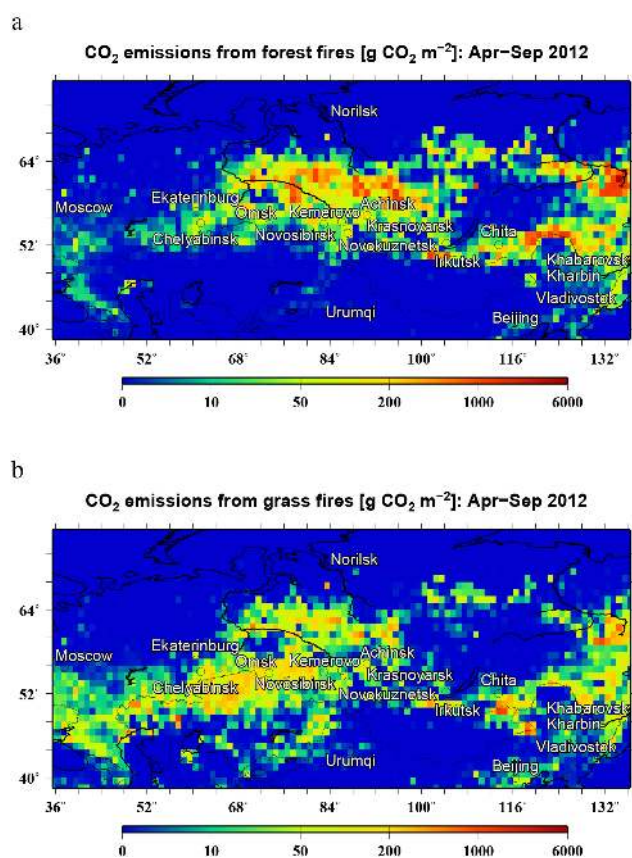 a
CO₂ emissions from forest fires [g CO₂ m⁻²]: Apr−Sep 2012
Norilsk
64°
Ekaterinburg
Moscow
Omsk Kemerovo Achinsk
Krasnoyarsk
Chelyabinsk Novosibirsk
Chita
52°
Novokuznetsk
Irkutsk
Khabarovsk
Kharbin
Vladivostok
Urumqi
Beijing
40°
36° 52° 68° 84° 100° 116° 132°
0 10 50 200 1000 6000
b
CO₂ emissions from grass fires [g CO₂ m⁻²]: Apr−Sep 2012
Norilsk
64°
Ekaterinburg
Moscow
Omsk Kemerovo Achinsk
Krasnoyarsk
Chelyabinsk Novosibirsk
Chita
52°
Novokuznetsk
Irkutsk
Khabarovsk
Kharbin
Vladivostok
Urumqi
Beijing
40°
36° 52° 68° 84° 100° 116° 132°
0 10 50 200 1000 6000